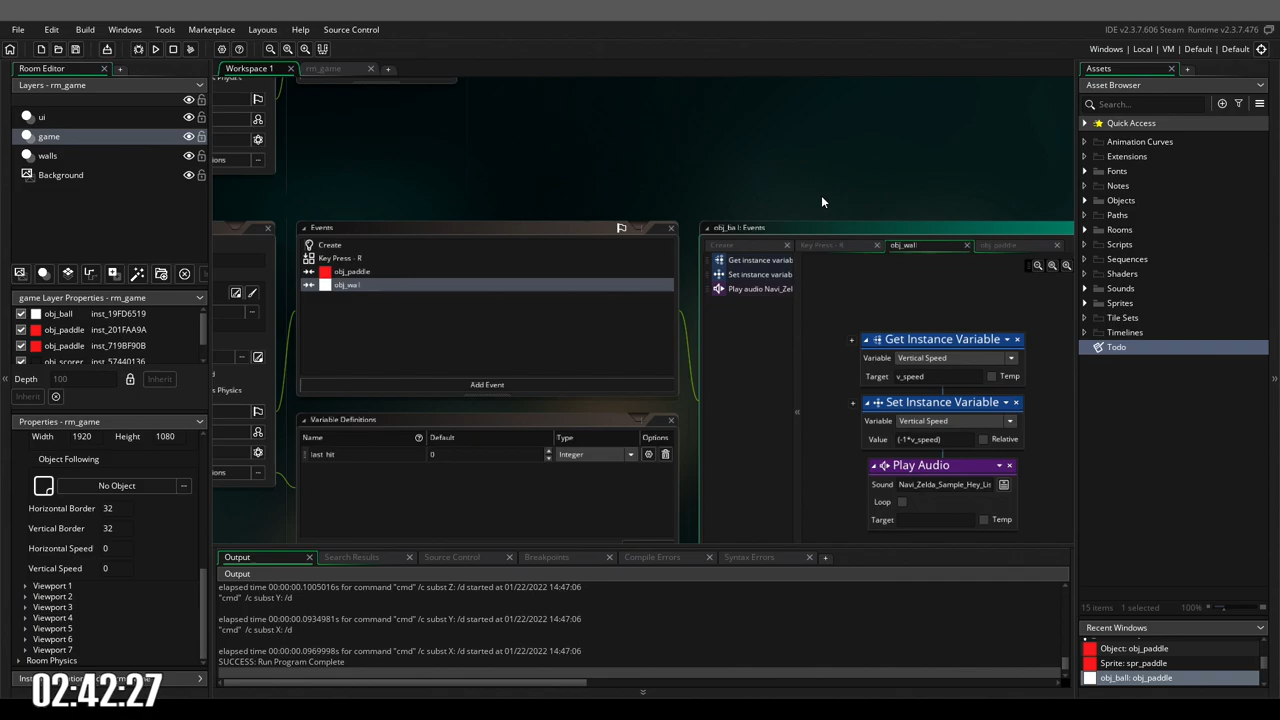 File Edit Build Windows Tools Marketplace Layouts Help Source Control
IDE v2.3.7.606 Steam Runtime v2.3.7.476
Windows | Local | VM | Default | Default
Room Editor
Layers - rm_game
ui
game
walls
Background
game Layer Properties - rm_game
obj_ball inst_19FD6519
obj_paddle inst_201FAA9A
obj_paddle inst_719BF90B
obj_scorer inst_57440136
Depth 100 Inherit
Inherit
Properties - rm_game
Width 1920 Height 1080
Object Following
No Object
Horizontal Border 32
Vertical Border 32
Horizontal Speed 0
Vertical Speed 0
Viewport 1
Viewport 2
Viewport 3
Viewport 4
Viewport 5
Viewport 6
Viewport 7
Room Physics
02:42:27
Workspace 1 rm_game
Events
Create
Key Press - R
obj_paddle
obj_wall
Add Event
Variable Definitions
Name Default Type Options
last hit 0 Integer
obj_ball: Events
Create Key Press - R obj_wall obj_paddle
Get instance variab
Set instance variab
Play audio Navi_Zel
Get Instance Variable
Variable Vertical Speed
Target v_speed Temp
Set Instance Variable
Variable Vertical Speed
Value (-1*v_speed) Relative
Play Audio
Sound Navi_Zelda_Sample_Hey_Lis
Loop
Target Temp
Output Search Results Source Control Breakpoints Compile Errors Syntax Errors
Output
elapsed time 00:00:00.1005016s for command "cmd" /c subst Z: /d started at 01/22/2022 14:47:06
"cmd" /c subst Y: /d
elapsed time 00:00:00.0934981s for command "cmd" /c subst Y: /d started at 01/22/2022 14:47:06
"cmd" /c subst X: /d
elapsed time 00:00:00.0969998s for command "cmd" /c subst X: /d started at 01/22/2022 14:47:06
SUCCESS: Run Program Complete
Assets
Asset Browser
Search...
Quick Access
Animation Curves
Extensions
Fonts
Notes
Objects
Paths
Rooms
Scripts
Sequences
Shaders
Sounds
Sprites
Tile Sets
Timelines
Todo
15 items 1 selected 100%
Recent Windows
Object: obj_paddle
Sprite: spr_paddle
obj_ball: obj_paddle